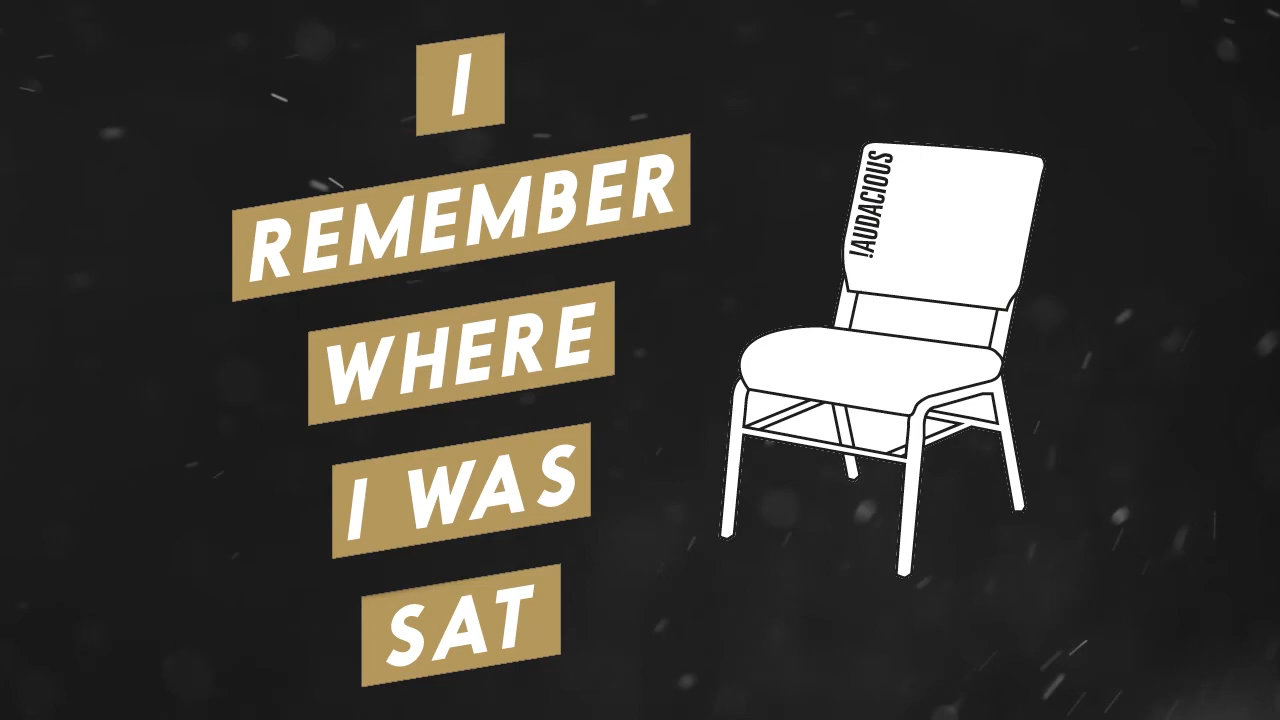 I
REMEMBER
WHERE
I WAS
SAT
!AUDACIOUS